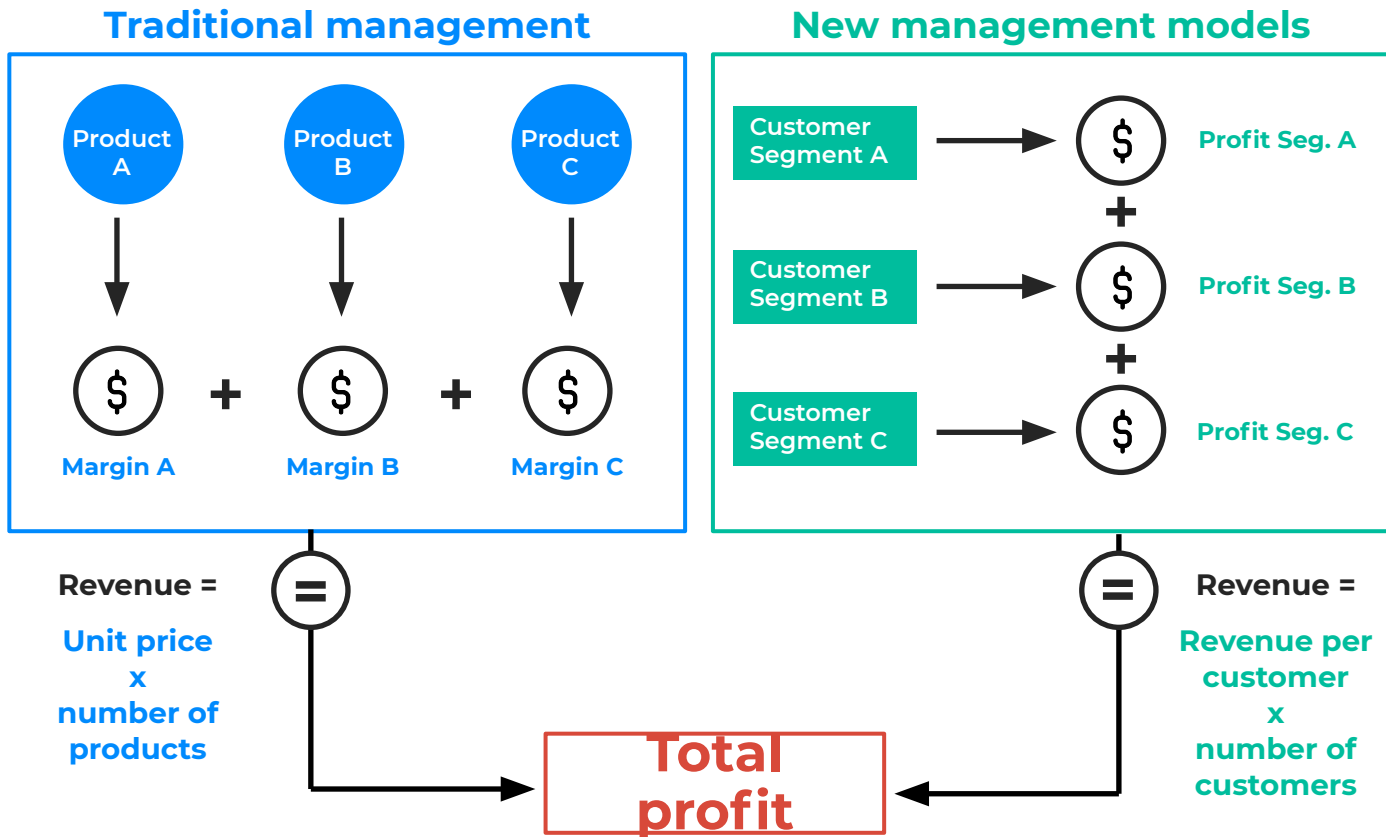 Traditional management
Product
A
Product
B
Product
C
$
+
$
+
$
Margin A
Margin B
Margin C
New management models
Customer
Segment A
$
Profit Seg. A
+
Customer
Segment B
$
Profit Seg. B
+
Customer
Segment C
$
Profit Seg. C
Revenue =
=
Unit price
x
number of
products
=
Revenue =
Revenue per
customer
x
number of
customers
Total
profit